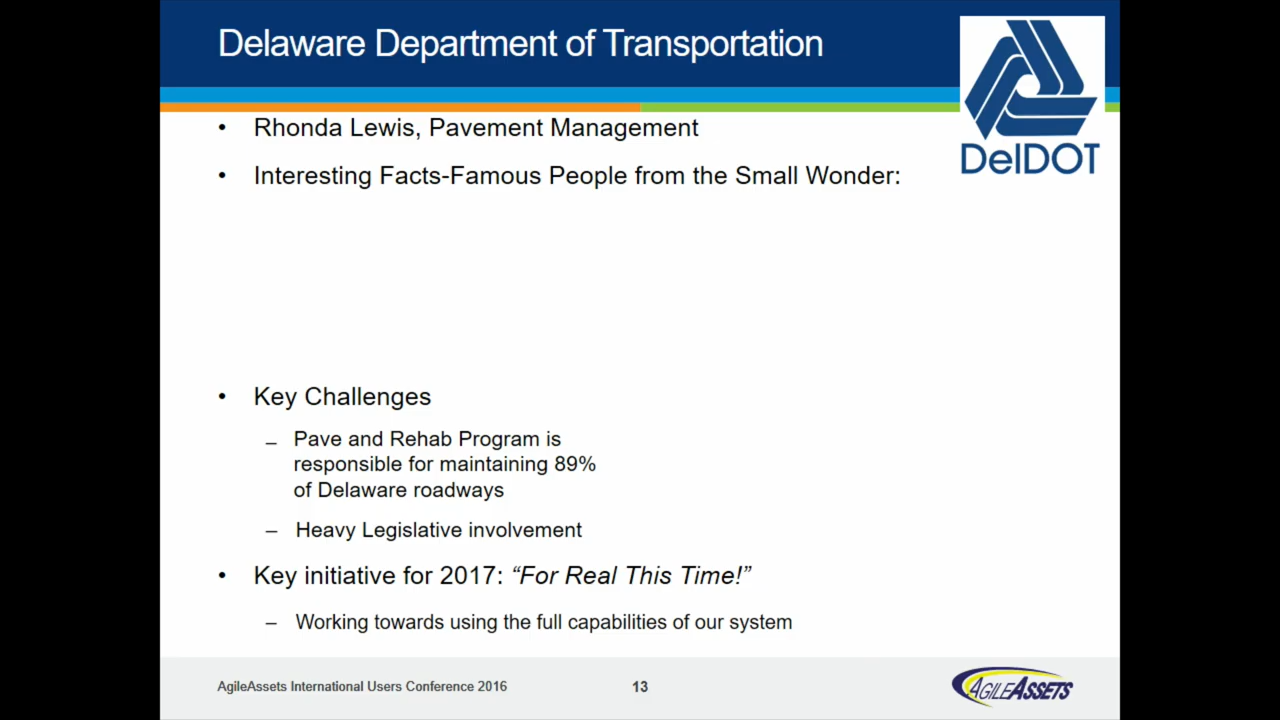 Delaware Department of Transportation
DelDOT
• Rhonda Lewis, Pavement Management
• Interesting Facts-Famous People from the Small Wonder:
• Key Challenges
– Pave and Rehab Program is
responsible for maintaining 89%
of Delaware roadways
– Heavy Legislative involvement
• Key initiative for 2017: “For Real This Time!”
– Working towards using the full capabilities of our system
AgileAssets International Users Conference 2016
13
AGILEASSETS